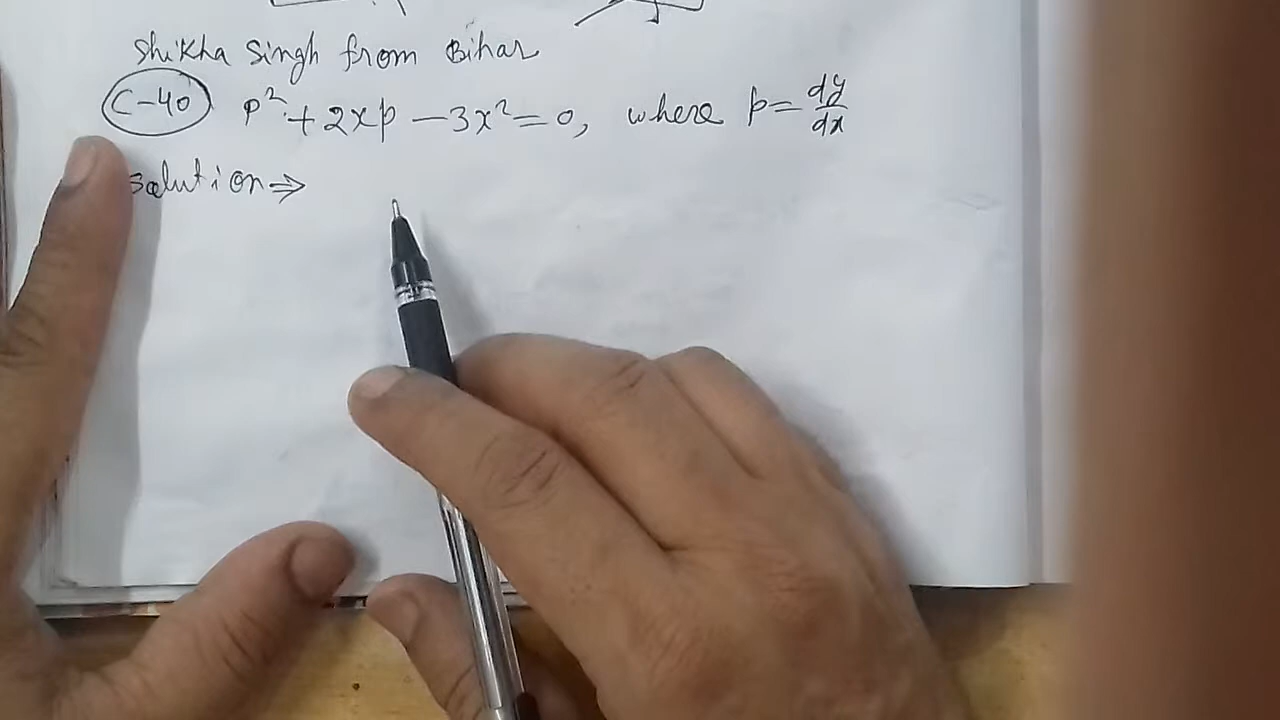 Shikha Singh from Bihar
C-40 p²+2xp-3x²=0, where p=dy/dx
Solution⇒